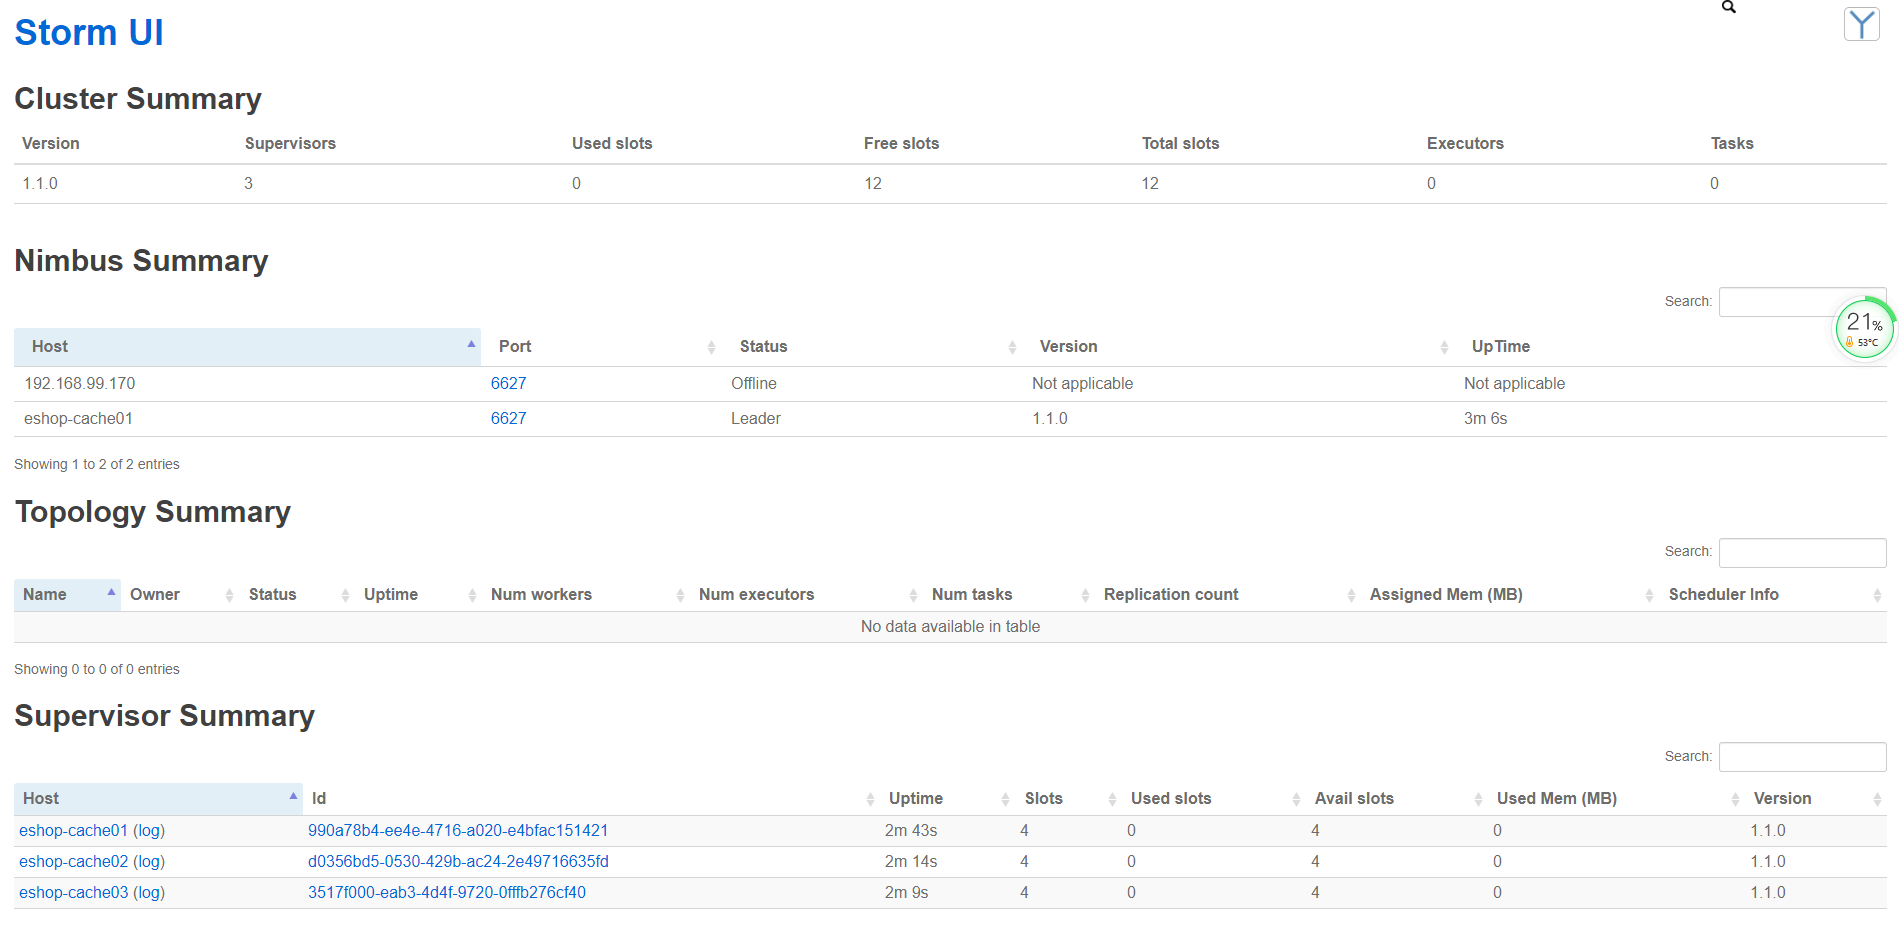 Storm UI
Cluster Summary
Version Supervisors Used slots Free slots Total slots Executors Tasks
1.1.0 3 0 12 12 0 0
Nimbus Summary
Search:
21%
53°C
Host Port Status Version UpTime
192.168.99.170 6627 Offline Not applicable Not applicable
eshop-cache01 6627 Leader 1.1.0 3m 6s
Showing 1 to 2 of 2 entries
Topology Summary
Search:
Name Owner Status Uptime Num workers Num executors Num tasks Replication count Assigned Mem (MB) Scheduler Info
No data available in table
Showing 0 to 0 of 0 entries
Supervisor Summary
Search:
Host Id Uptime Slots Used slots Avail slots Used Mem (MB) Version
eshop-cache01 (log) 990a78b4-ee4e-4716-a020-e4bfac151421 2m 43s 4 0 4 0 1.1.0
eshop-cache02 (log) d0356bd5-0530-429b-ac24-2e49716635fd 2m 14s 4 0 4 0 1.1.0
eshop-cache03 (log) 3517f000-eab3-4d4f-9720-0fffb276cf40 2m 9s 4 0 4 0 1.1.0